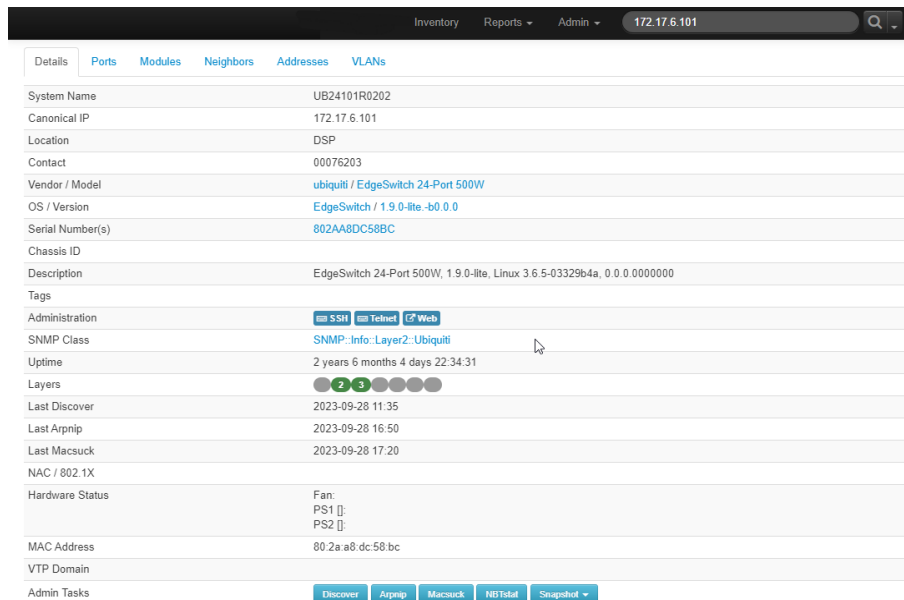 Inventory Reports Admin 172.17.6.101
Details Ports Modules Neighbors Addresses VLANs
System Name UB24101R0202
Canonical IP 172.17.6.101
Location DSP
Contact 00076203
Vendor / Model ubiquiti / EdgeSwitch 24-Port 500W
OS / Version EdgeSwitch / 1.9.0-lite.-b0.0.0
Serial Number(s) 802AA8DC58BC
Chassis ID
Description EdgeSwitch 24-Port 500W, 1.9.0-lite, Linux 3.6.5-03329b4a, 0.0.0.0000000
Tags
Administration SSH Telnet Web
SNMP Class SNMP::Info::Layer2::Ubiquiti
Uptime 2 years 6 months 4 days 22:34:31
Layers 2 3
Last Discover 2023-09-28 11:35
Last Arpnip 2023-09-28 16:50
Last Macsuck 2023-09-28 17:20
NAC / 802.1X
Hardware Status Fan:
PS1 []:
PS2 []:
MAC Address 80:2a:a8:dc:58:bc
VTP Domain
Admin Tasks Discover Arpnip Macsuck NBTstat Snapshot